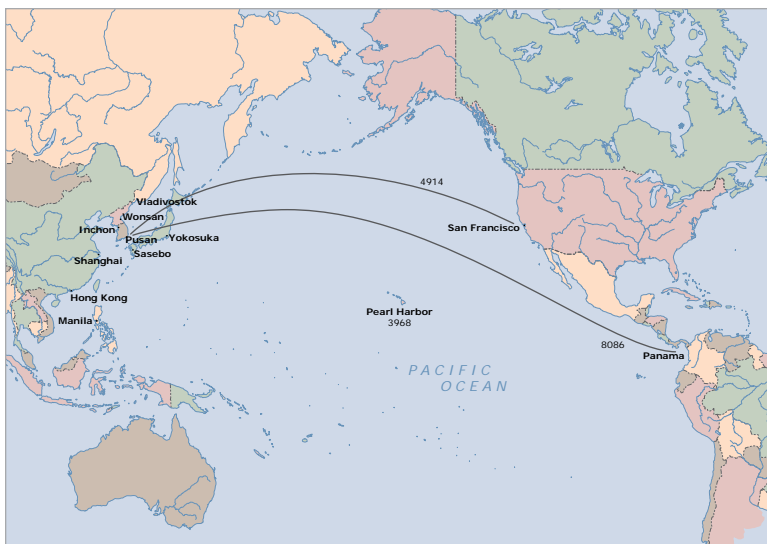 4914
Vladivostok
Wonsan
San Francisco
Inchon
Pusan
Yokosuka
Sasebo
Shanghai
Hong Kong
Pearl Harbor
3968
Manila
8086
Panama
PACIFIC
OCEAN